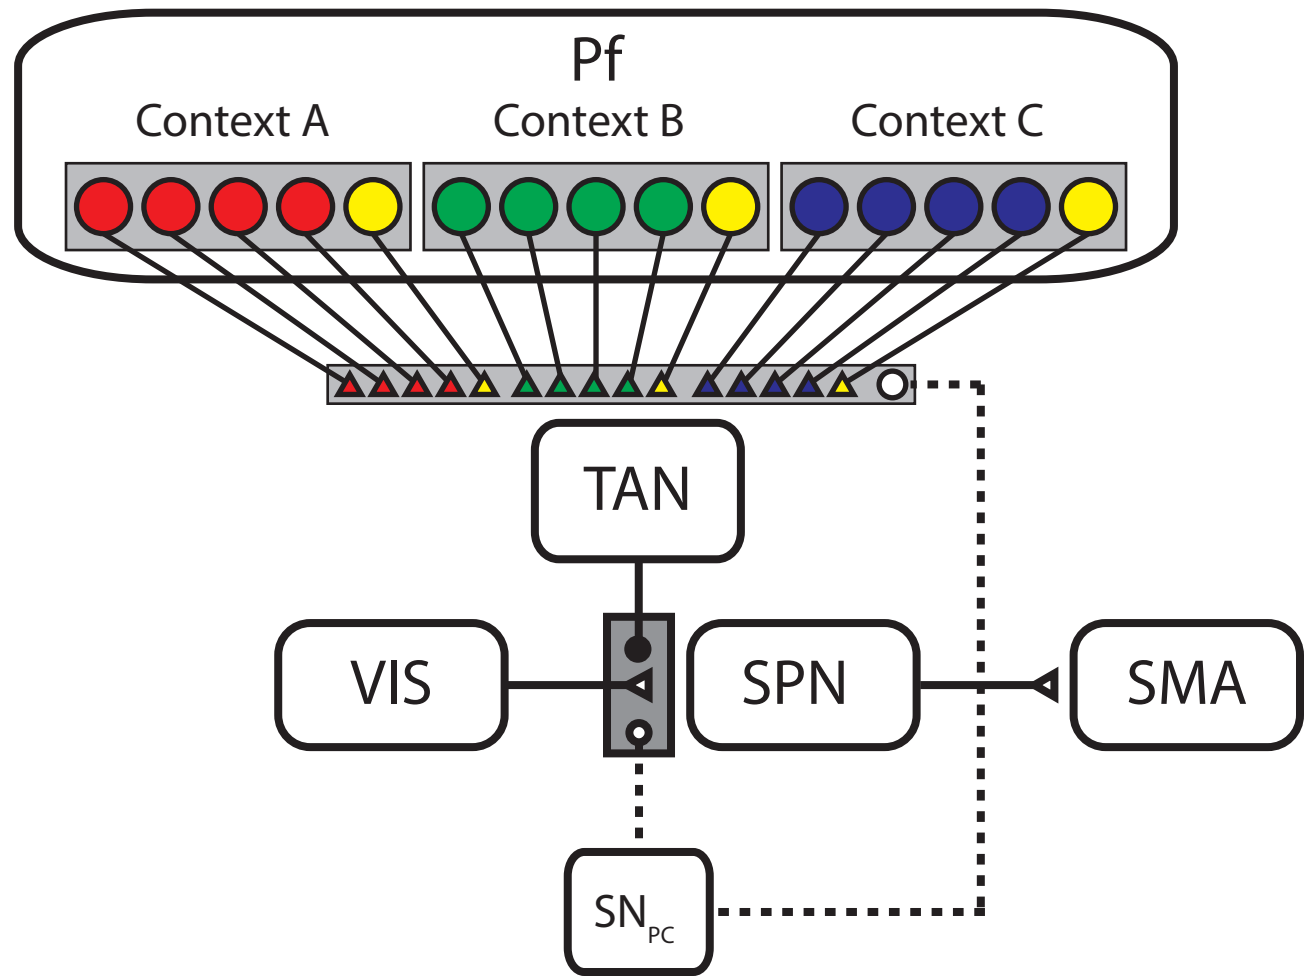 Pf
Context A
Context B
Context C
TAN
VIS
SPN
SMA
SNPC